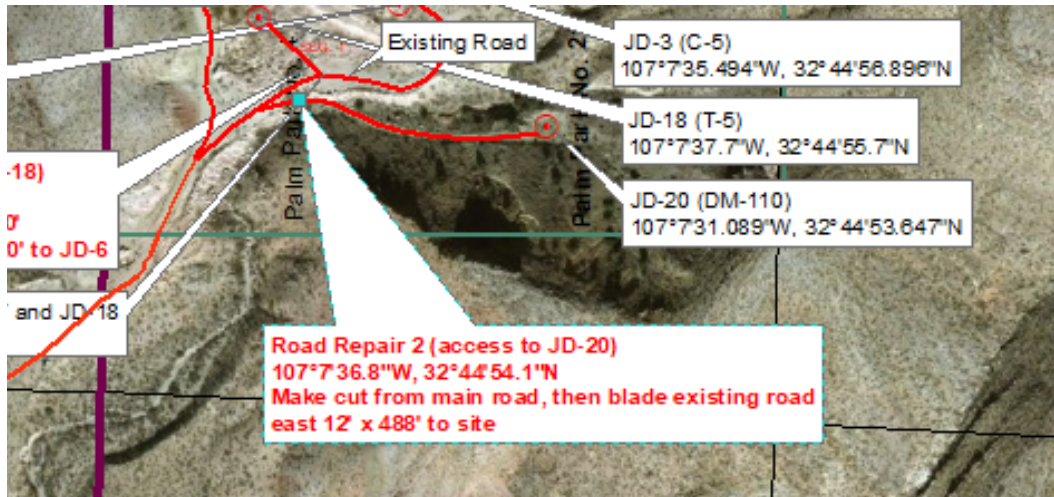 Existing Road
JD-3 (C-5)
107°7'35.494"W, 32°44'56.896"N
JD-18 (T-5)
107°7'37.7"W, 32°44'55.7"N
JD-20 (DM-110)
107°7'31.089"W, 32°44'53.647"N
SEG. 1
Palm Park
Palm Park No. 2
-18)
0'
0' to JD-6
and JD-18
Road Repair 2 (access to JD-20)
107°7'36.8"W, 32°44'54.1"N
Make cut from main road, then blade existing road
east 12' x 488' to site